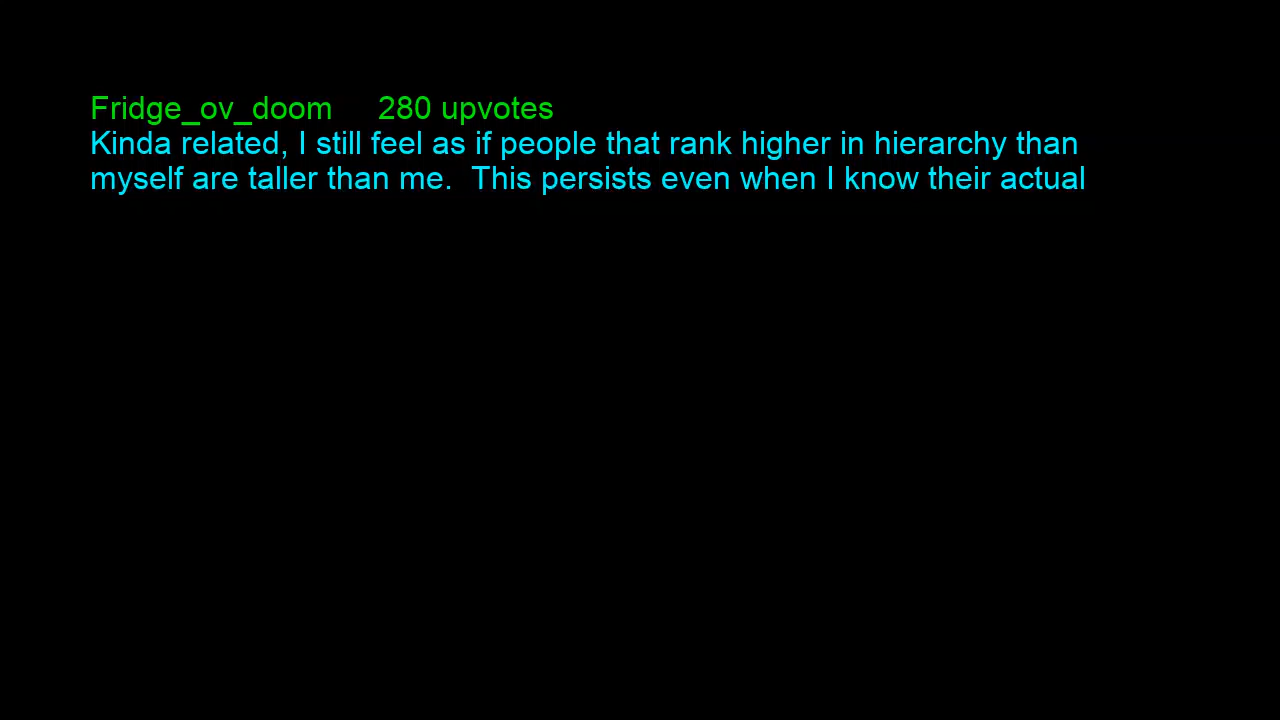 Fridge_ov_doom 280 upvotes
Kinda related, I still feel as if people that rank higher in hierarchy than
myself are taller than me. This persists even when I know their actual